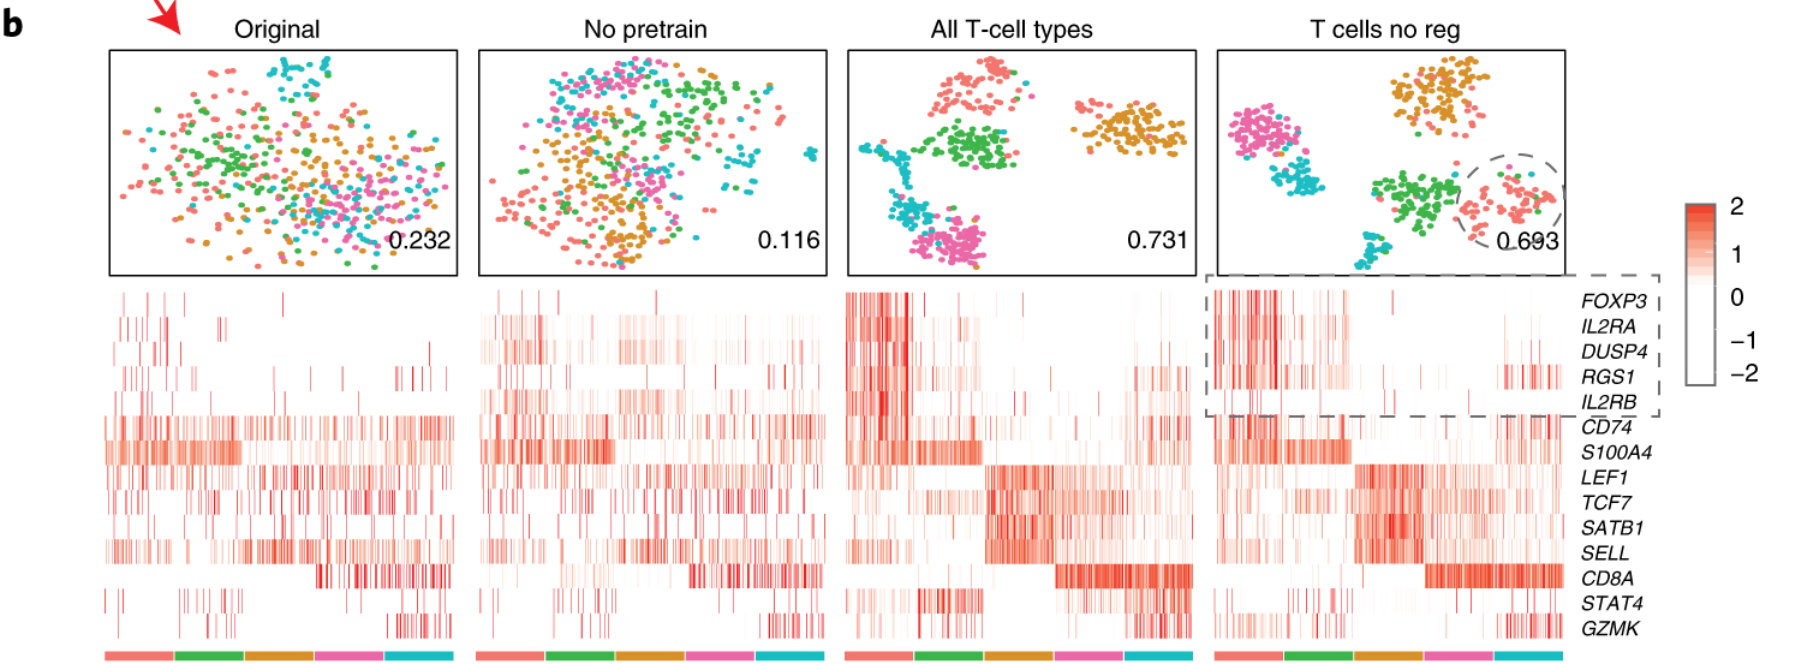 b
Original
No pretrain
All T-cell types
T cells no reg
0.232
0.116
0.731
0.693
2
1
0
−1
−2
FOXP3
IL2RA
DUSP4
RGS1
IL2RB
CD74
S100A4
LEF1
TCF7
SATB1
SELL
CD8A
STAT4
GZMK